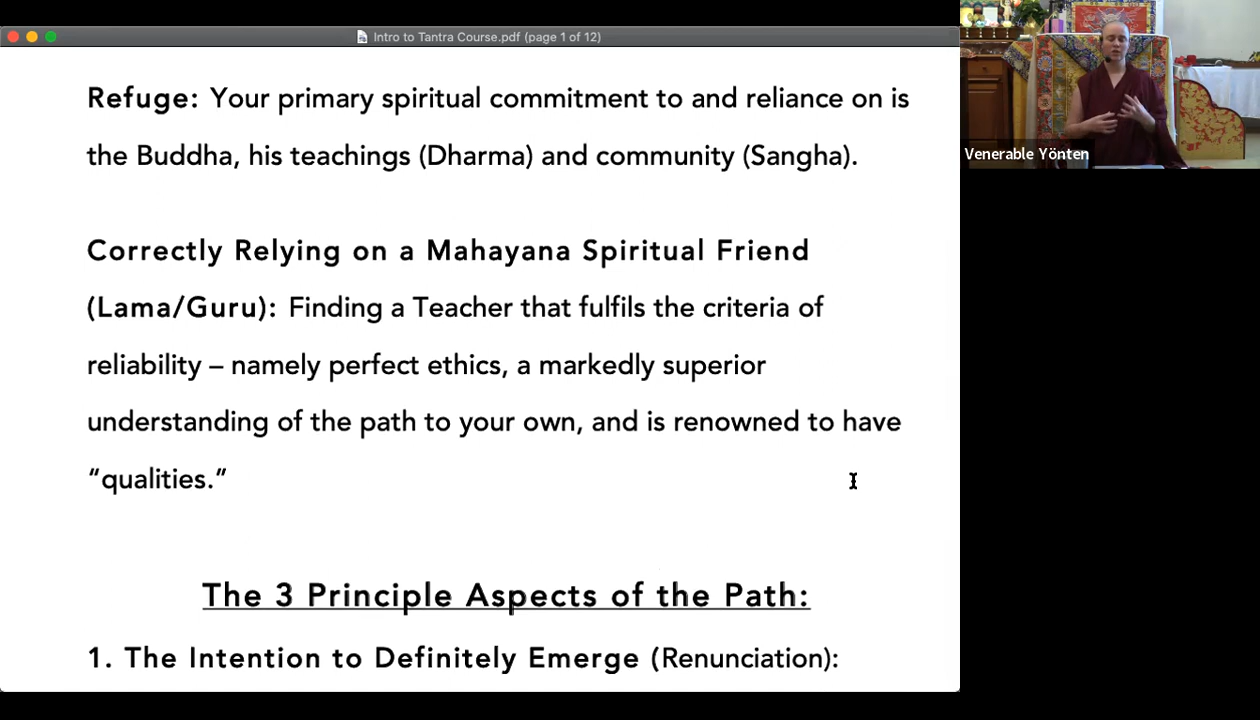 Intro to Tantra Course.pdf (page 1 of 12)
Refuge: Your primary spiritual commitment to and reliance on is
the Buddha, his teachings (Dharma) and community (Sangha).
Correctly Relying on a Mahayana Spiritual Friend
(Lama/Guru): Finding a Teacher that fulfils the criteria of
reliability – namely perfect ethics, a markedly superior
understanding of the path to your own, and is renowned to have
“qualities.”
The 3 Principle Aspects of the Path:
1. The Intention to Definitely Emerge (Renunciation):
Venerable Yönten